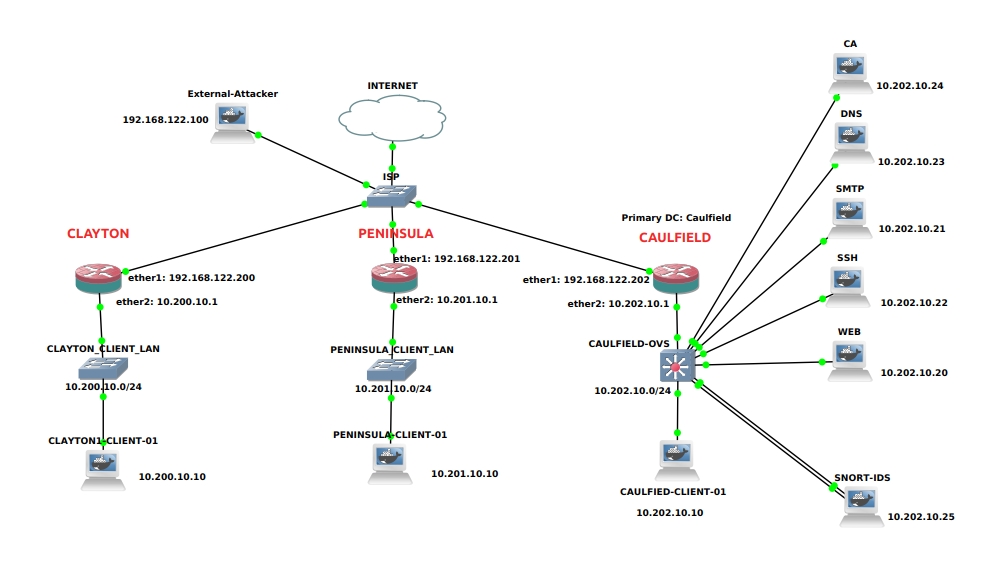 CA
10.202.10.24
INTERNET
External-Attacker
192.168.122.100
DNS
10.202.10.23
ISP
SMTP
10.202.10.21
Primary DC: Caulfield
CLAYTON
PENINSULA
CAULFIELD
ether1: 192.168.122.200
ether2: 10.200.10.1
ether1: 192.168.122.201
ether2: 10.201.10.1
ether1: 192.168.122.202
ether2: 10.202.10.1
SSH
10.202.10.22
WEB
10.202.10.20
CLAYTON_CLIENT_LAN
10.200.10.0/24
PENINSULA_CLIENT_LAN
10.201.10.0/24
CAULFIELD-OVS
10.202.10.0/24
CLAYTON1-CLIENT-01
10.200.10.10
PENINSULA-CLIENT-01
10.201.10.10
CAULFIED-CLIENT-01
10.202.10.10
SNORT-IDS
10.202.10.25